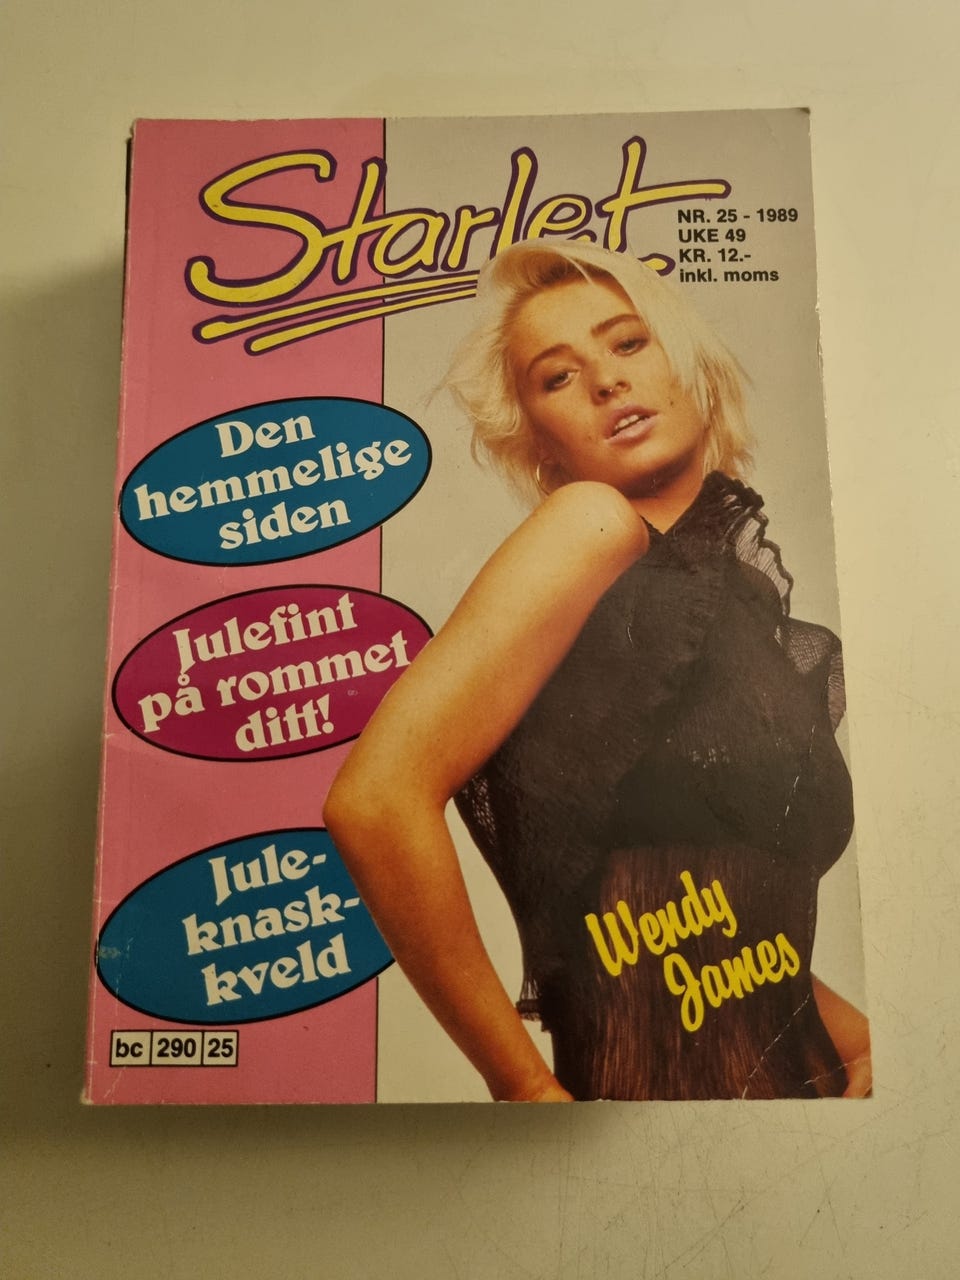 Starlet
NR. 25 - 1989
UKE 49
KR. 12.-
inkl. moms
Den
hemmelige
siden
Julefint
på rommet
ditt!
Jule-
knask-
kveld
Wendy
James
bc 290 25